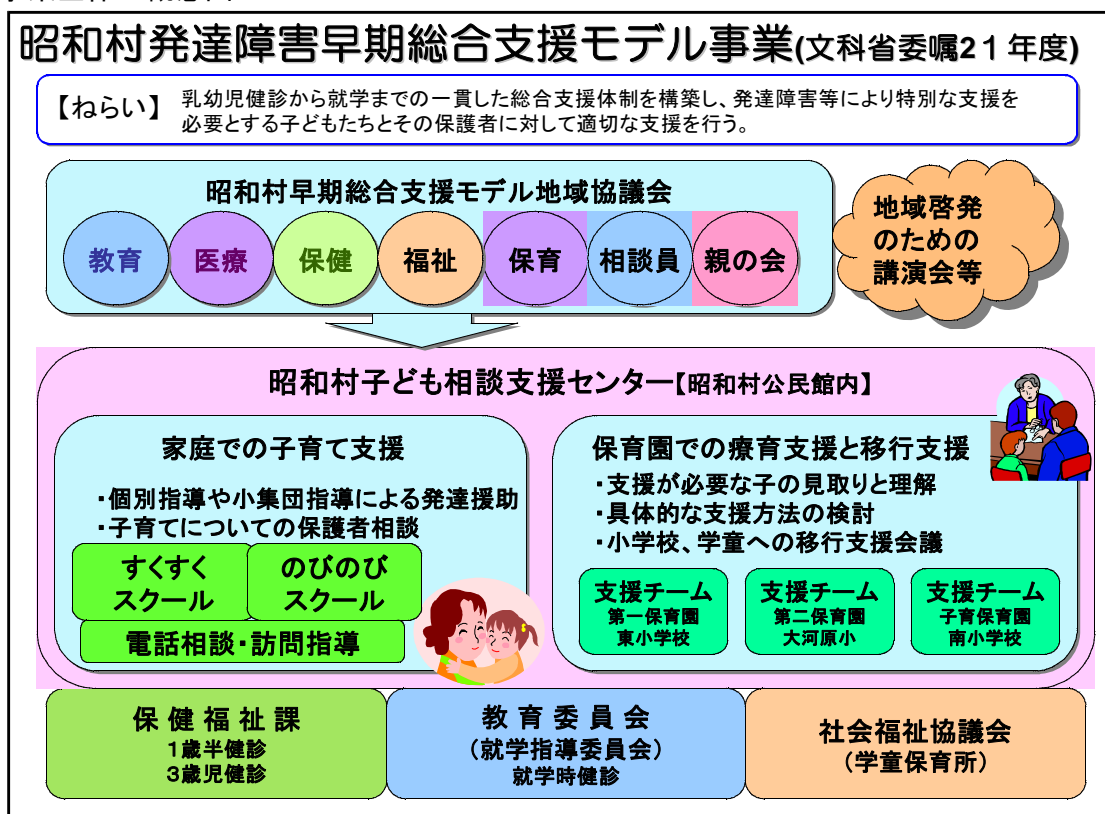 昭和村発達障害早期総合支援モデル事業(文科省委嘱2１年度)
【ねらい】 乳幼児健診から就学までの一貫した総合支援体制を構築し、発達障害等により特別な支援を
必要とする子どもたちとその保護者に対して適切な支援を行う。
昭和村早期総合支援モデル地域協議会
教育 医療 保健 福祉 保育 相談員 親の会
地域啓発
のための
講演会等
昭和村子ども相談支援センター【昭和村公民館内】
家庭での子育て支援
・個別指導や小集団指導による発達援助
・子育てについての保護者相談
すくすく
スクール
のびのび
スクール
電話相談・訪問指導
保育園での療育支援と移行支援
・支援が必要な子の見取りと理解
・具体的な支援方法の検討
・小学校、学童への移行支援会議
支援チーム
第一保育園
東小学校
支援チーム
第二保育園
大河原小
支援チーム
子育保育園
南小学校
保健福祉課
１歳半健診
３歳児健診
教育委員会
（就学指導委員会）
就学時健診
社会福祉協議会
（学童保育所）